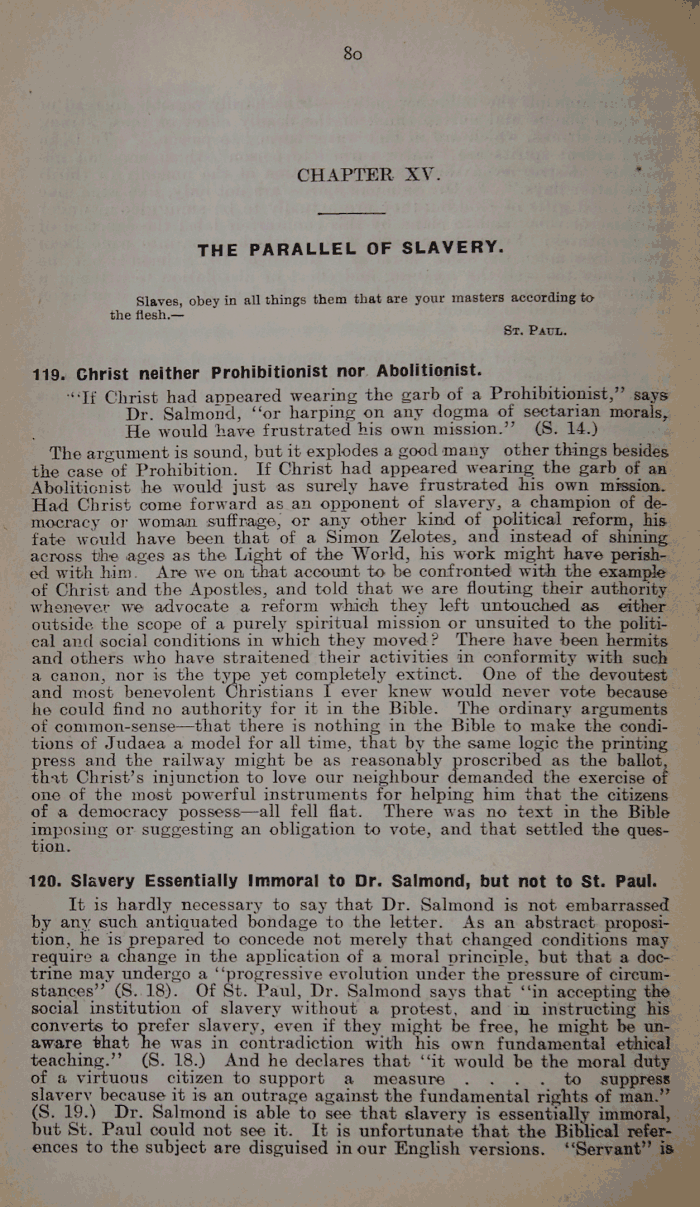 80
CHAPTER XV.
THE PARALLEL OF SLAVERY.
Slaves, obey in all things them that are your masters according to
the flesh.—
ST. PAUL.
119. Christ neither Prohibitionist nor Abolitionist.
"If Christ had appeared wearing the garb of a Prohibitionist," says
Dr. Salmond, "or harping on any dogma of sectarian morals,
He would have frustrated his own mission." (S. 14.)
The argument is sound, but it explodes a good many other things besides
the case of Prohibition. If Christ had appeared wearing the garb of an
Abolitionist he would just as surely have frustrated his own mission.
Had Christ come forward as an opponent of slavery, a champion of de-
mocracy or woman suffrage, or any other kind of political reform, his
fate would have been that of a Simon Zelotes, and instead of shining
across the ages as the Light of the World, his work might have perish-
ed with him. Are we on that account to be confronted with the example
of Christ and the Apostles, and told that we are flouting their authority
whenever we advocate a reform which they left untouched as either
outside the scope of a purely spiritual mission or unsuited to the politi-
cal and social conditions in which they moved? There have been hermits
and others who have straitened their activities in conformity with such
a canon, nor is the type yet completely extinct. One of the devoutest
and most benevolent Christians I ever knew would never vote because
he could find no authority for it in the Bible. The ordinary arguments
of common-sense—that there is nothing in the Bible to make the condi-
tions of Judaea a model for all time, that by the same logic the printing
press and the railway might be as reasonably proscribed as the ballot,
that Christ's injunction to love our neighbour demanded the exercise of
one of the most powerful instruments for helping him that the citizens
of a democracy possess—all fell flat. There was no text in the Bible
imposing or suggesting an obligation to vote, and that settled the ques-
tion.
120. Slavery Essentially Immoral to Dr. Salmond, but not to St. Paul.
It is hardly necessary to say that Dr. Salmond is not embarrassed
by any such antiquated bondage to the letter. As an abstract proposi-
tion, he is prepared to concede not merely that changed conditions may
require a change in the application of a moral principle, but that a doc-
trine may undergo a "progressive evolution under the pressure of circum-
stances" (S. 18). Of St. Paul, Dr. Salmond says that "in accepting the
social institution of slavery without a protest, and in instructing his
converts to prefer slavery, even if they might be free, he might be un-
aware that he was in contradiction with his own fundamental ethical
teaching." (S. 18.) And he declares that "it would be the moral duty
of a virtuous citizen to support a measure . . . . to suppress
slavery because it is an outrage against the fundamental rights of man."
(S. 19.) Dr. Salmond is able to see that slavery is essentially immoral,
but St. Paul could not see it. It is unfortunate that the Biblical refer-
ences to the subject are disguised in our English versions. "Servant" is